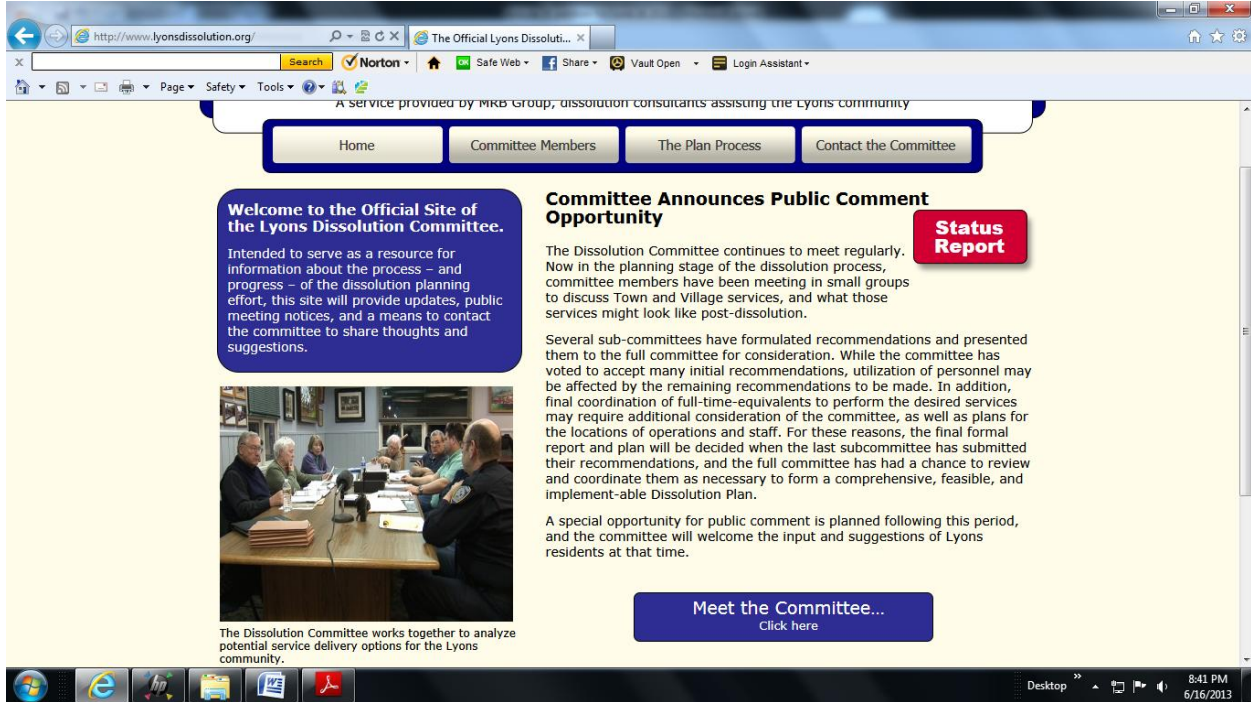 http://www.lyonsdissolution.org/
The Official Lyons Dissoluti...
Search
Norton
OK
Safe Web
Share
Vault Open
Login Assistant
Page
Safety
Tools
A service provided by MRB Group, dissolution consultants assisting the Lyons community
Home
Committee Members
The Plan Process
Contact the Committee
Welcome to the Official Site of
the Lyons Dissolution Committee.
Intended to serve as a resource for
information about the process – and
progress – of the dissolution planning
effort, this site will provide updates, public
meeting notices, and a means to contact
the committee to share thoughts and
suggestions.
The Dissolution Committee works together to analyze
potential service delivery options for the Lyons
community.
Committee Announces Public Comment
Opportunity
Status
Report
The Dissolution Committee continues to meet regularly.
Now in the planning stage of the dissolution process,
committee members have been meeting in small groups
to discuss Town and Village services, and what those
services might look like post-dissolution.
Several sub-committees have formulated recommendations and presented
them to the full committee for consideration. While the committee has
voted to accept many initial recommendations, utilization of personnel may
be affected by the remaining recommendations to be made. In addition,
final coordination of full-time-equivalents to perform the desired services
may require additional consideration of the committee, as well as plans for
the locations of operations and staff. For these reasons, the final formal
report and plan will be decided when the last subcommittee has submitted
their recommendations, and the full committee has had a chance to review
and coordinate them as necessary to form a comprehensive, feasible, and
implement-able Dissolution Plan.
A special opportunity for public comment is planned following this period,
and the committee will welcome the input and suggestions of Lyons
residents at that time.
Meet the Committee...
Click here
hp
Desktop
8:41 PM
6/16/2013